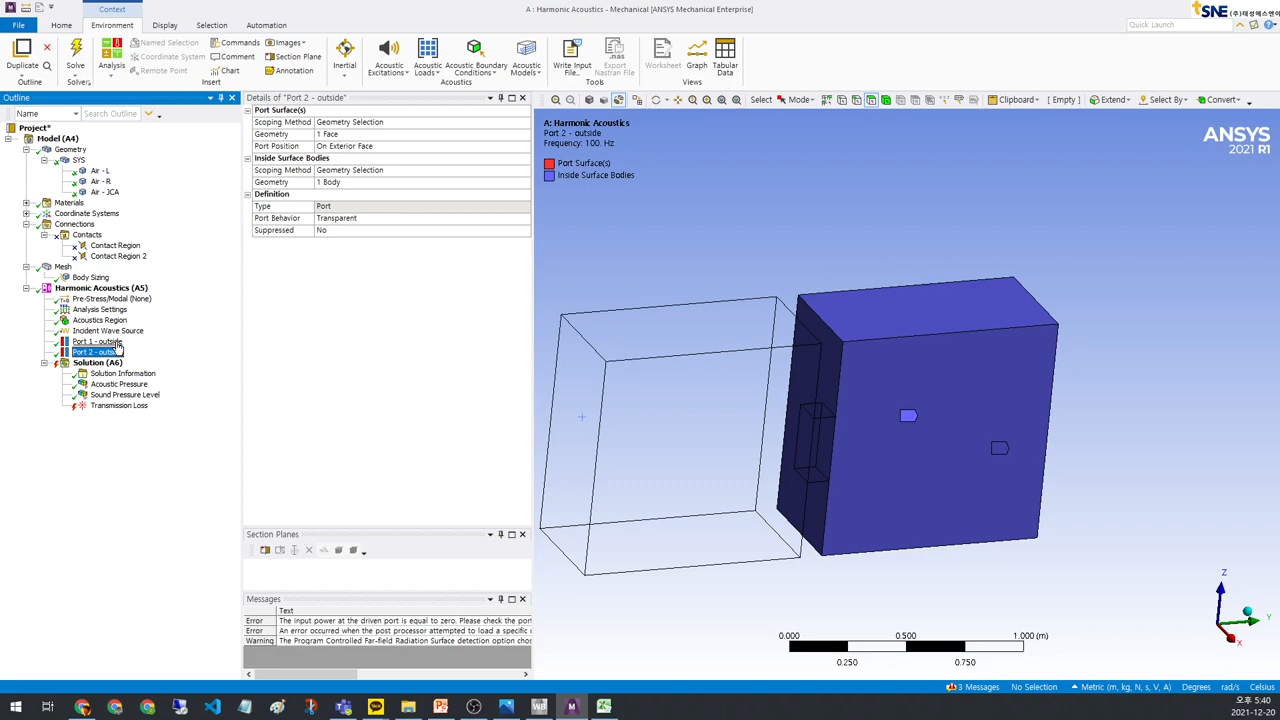 Context
A : Harmonic Acoustics - Mechanical [ANSYS Mechanical Enterprise]
File Home Environment Display Selection Automation
Quick Launch
Duplicate
Outline
Solve
Solver
Analysis
Named Selection
Coordinate System
Remote Point
Commands
Comment
Chart
Images
Section Plane
Annotation
Insert
Inertial
Acoustic Excitations
Acoustic Loads
Acoustic Boundary Conditions
Acoustic Models
Acoustics
Write Input File...
Export Nastran File
Tools
Worksheet
Graph
Tabular Data
Views
Outline
Name
Search Outline
Project*
Model (A4)
Geometry
SYS
Air - L
Air - R
Air - JCA
Materials
Coordinate Systems
Connections
Contacts
Contact Region
Contact Region 2
Mesh
Body Sizing
Harmonic Acoustics (A5)
Pre-Stress/Modal (None)
Analysis Settings
Acoustics Region
Incident Wave Source
Port 1 - outside
Port 2 - outsi
Solution (A6)
Solution Information
Acoustic Pressure
Sound Pressure Level
Transmission Loss
Details of "Port 2 - outside"
Port Surface(s)
Scoping Method Geometry Selection
Geometry 1 Face
Port Position On Exterior Face
Inside Surface Bodies
Scoping Method Geometry Selection
Geometry 1 Body
Definition
Type Port
Port Behavior Transparent
Suppressed No
Section Planes
Messages
Text
Error The input power at the driven port is equal to zero. Please check the port
Error An error occurred when the post processor attempted to load a specific r
Warning The Program Controlled Far-field Radiation Surface detection option chos
Select Mode Clipboard [ Empty ] Extend Select By Convert
A: Harmonic Acoustics
Port 2 - outside
Frequency: 100. Hz
Port Surface(s)
Inside Surface Bodies
ANSYS
2021 R1
Z
Y
X
0.000 0.500 1.000 (m)
0.250 0.750
3 Messages No Selection Metric (m, kg, N, s, V, A) Degrees rad/s Celsius
오후 5:40
2021-12-20